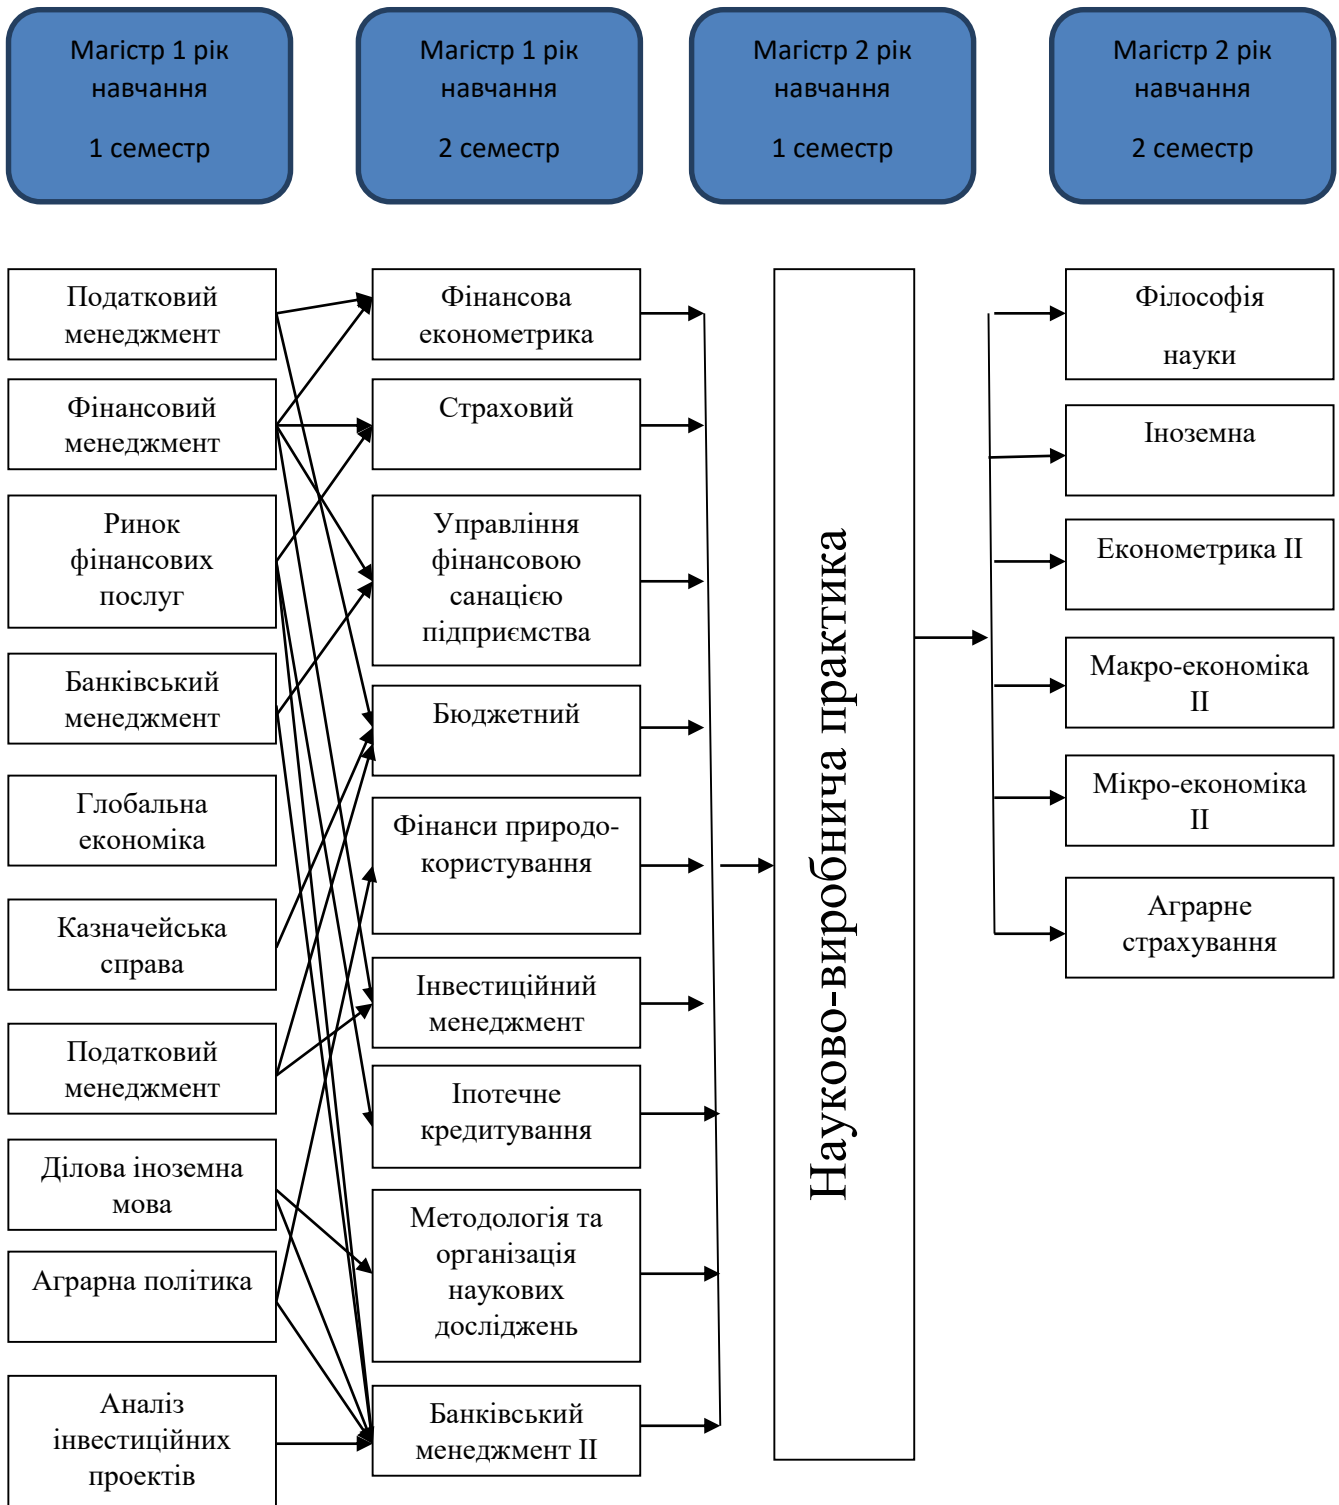 Магістр 1 рік
навчання
1 семестр
Магістр 1 рік
навчання
2 семестр
Магістр 2 рік
навчання
1 семестр
Магістр 2 рік
навчання
2 семестр
Податковий
менеджмент
Фінансовий
менеджмент
Ринок
фінансових
послуг
Банківський
менеджмент
Глобальна
економіка
Казначейська
справа
Податковий
менеджмент
Ділова іноземна
мова
Аграрна політика
Аналіз
інвестиційних
проектів
Фінансова
економетрика
Страховий
Управління
фінансовою
санацією
підприємства
Бюджетний
Фінанси природо-
користування
Інвестиційний
менеджмент
Іпотечне
кредитування
Методологія та
організація
наукових
досліджень
Банківський
менеджмент ІІ
Науково-виробнича практика
Філософія
науки
Іноземна
Економетрика ІІ
Макро-економіка
ІІ
Мікро-економіка
ІІ
Аграрне
страхування